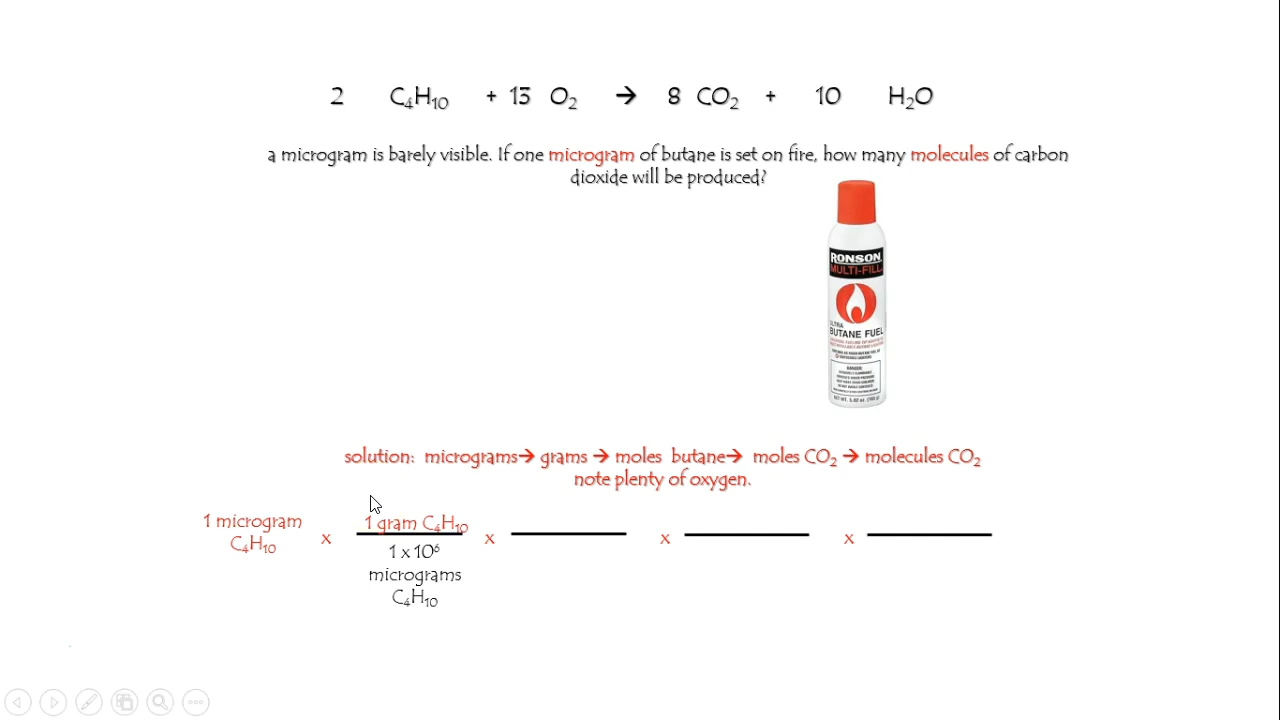 2 C₄H₁₀ + 13 O₂ → 8 CO₂ + 10 H₂O
a microgram is barely visible. If one microgram of butane is set on fire, how many molecules of carbon
dioxide will be produced?
RONSON
MULTI-FILL
ULTRA
BUTANE FUEL
DANGER
solution: micrograms→ grams → moles butane→ moles CO₂ → molecules CO₂
note plenty of oxygen.
1 microgram
C₄H₁₀
x
1 gram C₄H₁₀
1 x 10⁶
micrograms
C₄H₁₀
x
x
x